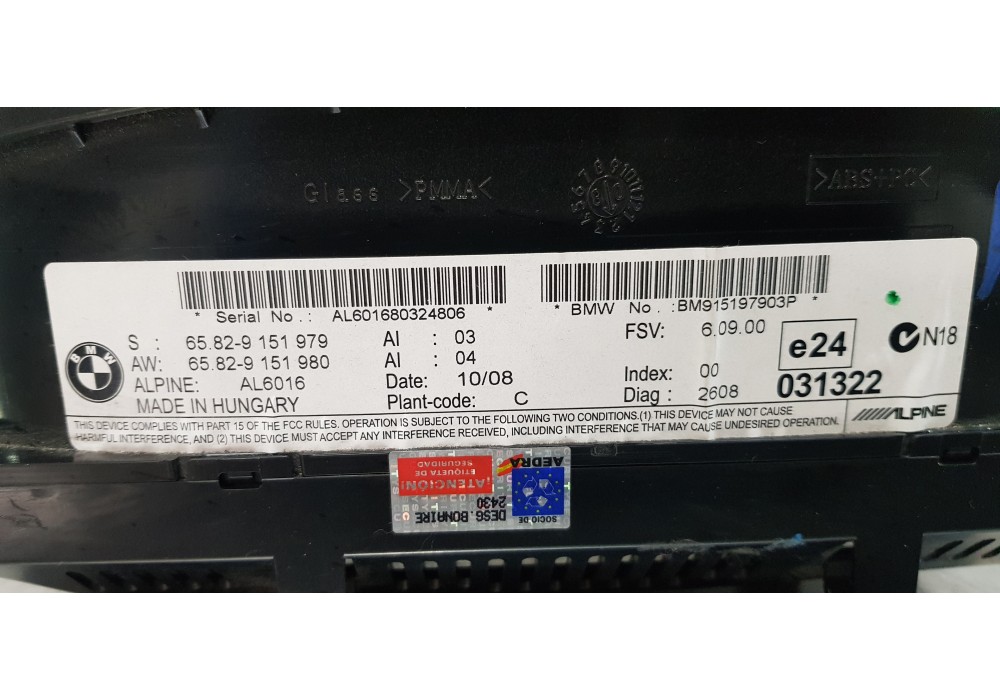 Glass >PMMA<
>ABS+PC<
* Serial No.: AL601680324806 *
* BMW No.: BM915197903P *
S : 65.82-9 151 979 AI : 03
AW: 65.82-9 151 980 AI : 04
ALPINE: AL6016 Date: 10/08
MADE IN HUNGARY Plant-code: C
FSV: 6.09.00
Index: 00
Diag: 2608
e24
031322
N18
BMW
ALPINE
THIS DEVICE COMPLIES WITH PART 15 OF THE FCC RULES. OPERATION IS SUBJECT TO THE FOLLOWING TWO CONDITIONS.(1) THIS DEVICE MAY NOT CAUSE
HARMFUL INTERFERENCE, AND (2) THIS DEVICE MUST ACCEPT ANY INTERFERENCE RECEIVED, INCLUDING INTERFERENCE THAT MAY CAUSE UNDESIRED OPERATION.
SOCIO DE
DESG. BONAIRE
2430
¡ATENCIÓN!
ETIQUETA DE
SEGURIDAD
AEDRA